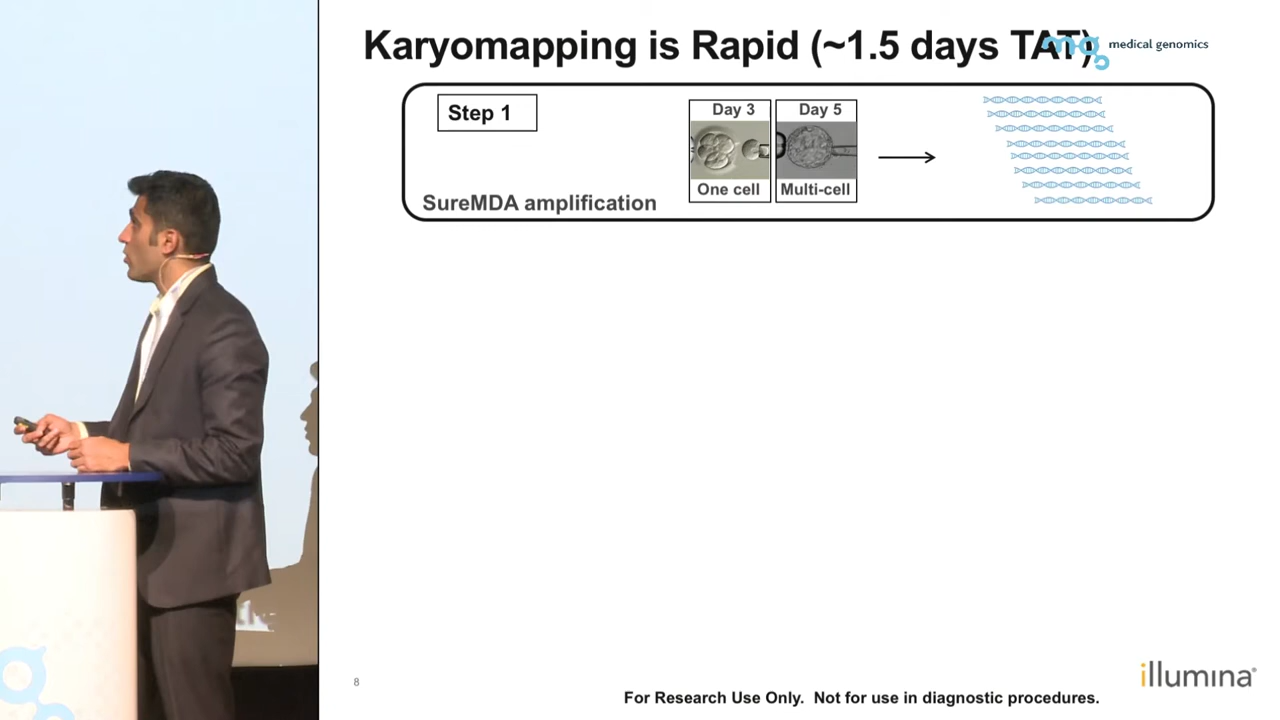 Karyomapping is Rapid (~1.5 days TAT)
mg medical genomics
Step 1
Day 3
Day 5
One cell
Multi-cell
SureMDA amplification
8
For Research Use Only. Not for use in diagnostic procedures.
illumina®